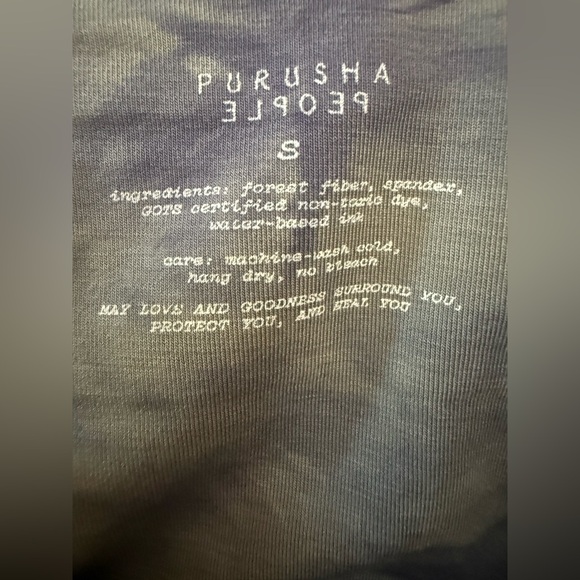 PURUSHA
PEOPLE
S
ingredients: forest fiber, spandex,
GOTS certified non-toxic dye,
water-based ink
care: machine-wash cold,
hang dry, no bleach
MAY LOVE AND GOODNESS SURROUND YOU,
PROTECT YOU, AND HEAL YOU